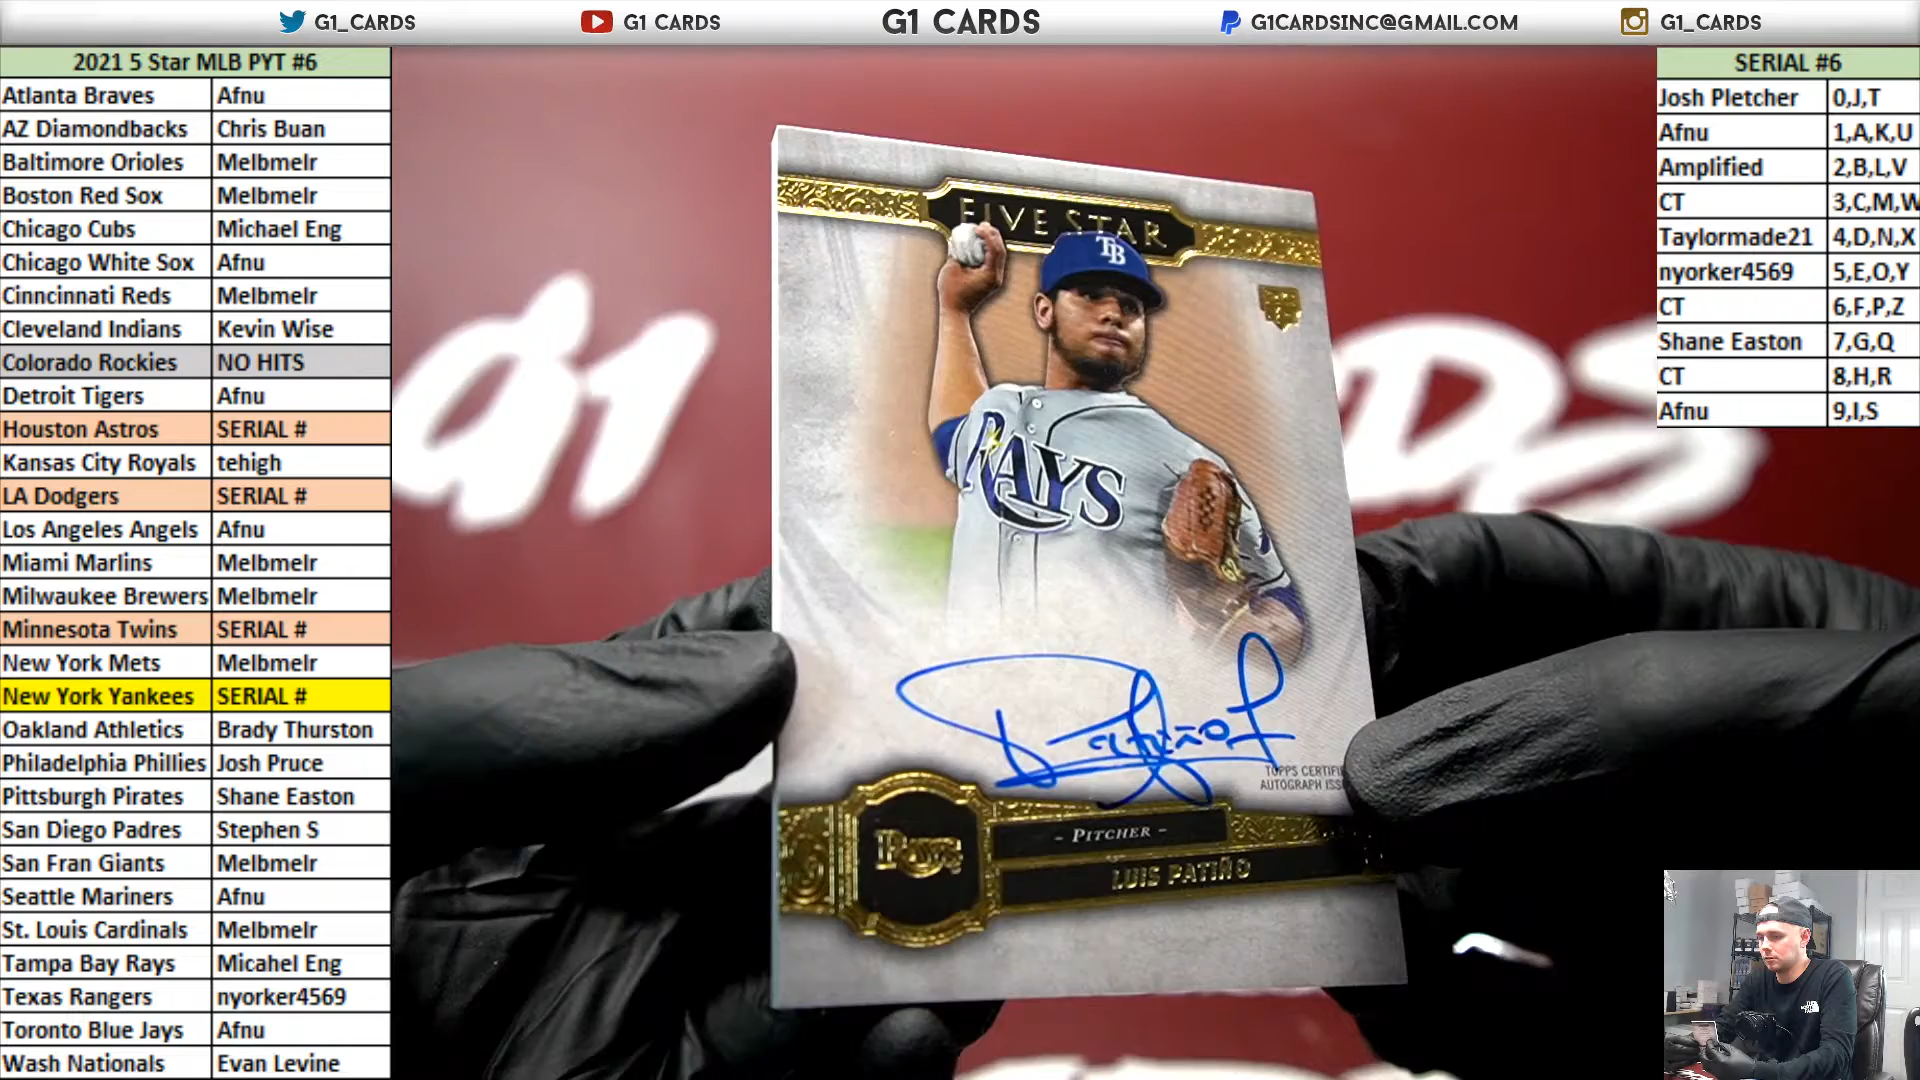 G1_CARDS
G1 CARDS
G1 CARDS
G1CARDSINC@GMAIL.COM
G1_CARDS
2021 5 Star MLB PYT #6
Atlanta Braves Afnu
AZ Diamondbacks Chris Buan
Baltimore Orioles Melbmelr
Boston Red Sox Melbmelr
Chicago Cubs Michael Eng
Chicago White Sox Afnu
Cinncinnati Reds Melbmelr
Cleveland Indians Kevin Wise
Colorado Rockies NO HITS
Detroit Tigers Afnu
Houston Astros SERIAL #
Kansas City Royals tehigh
LA Dodgers SERIAL #
Los Angeles Angels Afnu
Miami Marlins Melbmelr
Milwaukee Brewers Melbmelr
Minnesota Twins SERIAL #
New York Mets Melbmelr
New York Yankees SERIAL #
Oakland Athletics Brady Thurston
Philadelphia Phillies Josh Pruce
Pittsburgh Pirates Shane Easton
San Diego Padres Stephen S
San Fran Giants Melbmelr
Seattle Mariners Afnu
St. Louis Cardinals Melbmelr
Tampa Bay Rays Micahel Eng
Texas Rangers nyorker4569
Toronto Blue Jays Afnu
Wash Nationals Evan Levine
FIVE STAR
TB
RAYS
62
TOPPS CERTIFI
AUTOGRAPH ISS
- PITCHER -
RAYS
LUIS PATIÑO
G1
RDS
SERIAL #6
Josh Pletcher 0,J,T
Afnu 1,A,K,U
Amplified 2,B,L,V
CT 3,C,M,W
Taylormade21 4,D,N,X
nyorker4569 5,E,O,Y
CT 6,F,P,Z
Shane Easton 7,G,Q
CT 8,H,R
Afnu 9,I,S